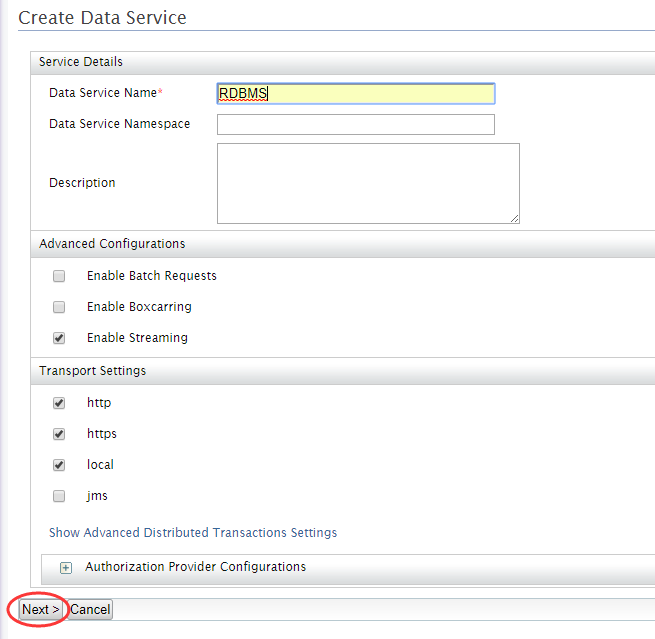 Create Data Service
Service Details
Data Service Name*
RDBMS
Data Service Namespace
Description
Advanced Configurations
Enable Batch Requests
Enable Boxcarring
Enable Streaming
Transport Settings
http
https
local
jms
Show Advanced Distributed Transactions Settings
Authorization Provider Configurations
Next > Cancel